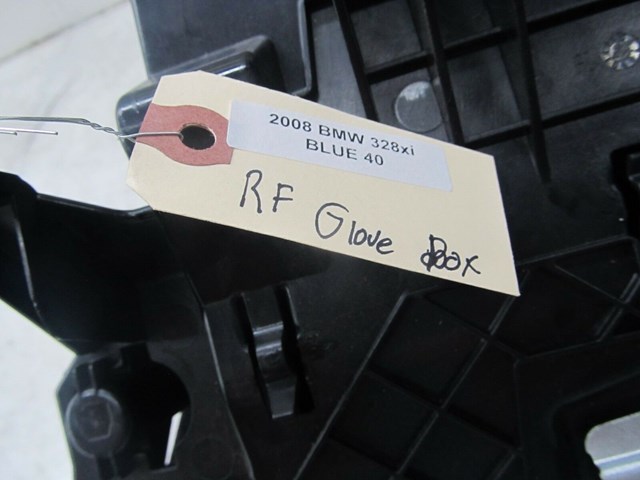 2008 BMW 328xi
BLUE 40
RF Glove Box